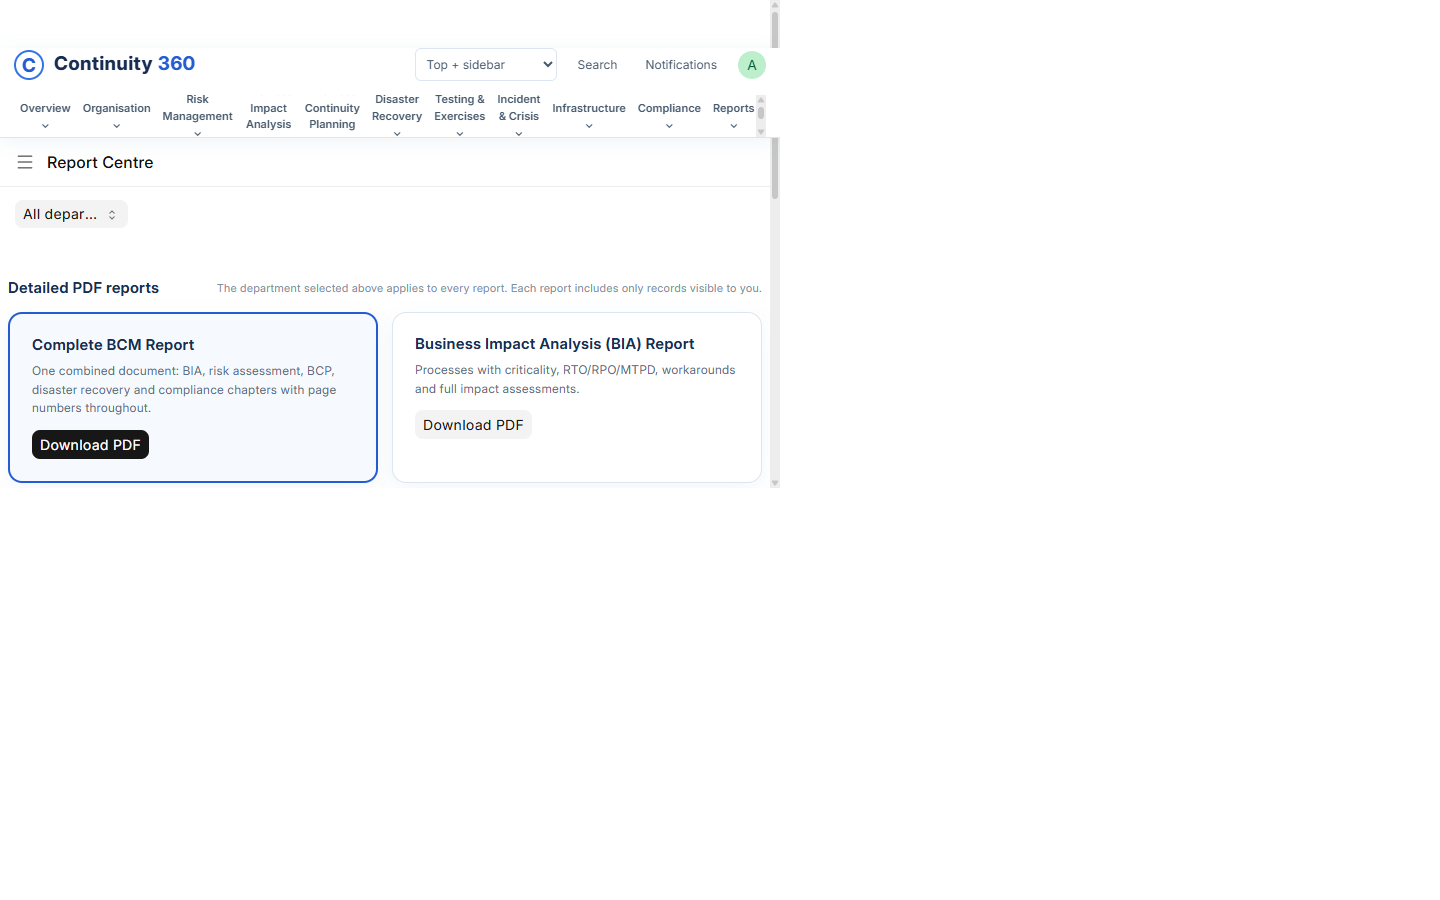 C Continuity 360
Top + sidebar
Search
Notifications
A
Overview
Organisation
Risk
Management
Impact
Analysis
Continuity
Planning
Disaster
Recovery
Testing &
Exercises
Incident
& Crisis
Infrastructure
Compliance
Reports
Report Centre
All depar...
Detailed PDF reports
The department selected above applies to every report. Each report includes only records visible to you.
Complete BCM Report
One combined document: BIA, risk assessment, BCP,
disaster recovery and compliance chapters with page
numbers throughout.
Download PDF
Business Impact Analysis (BIA) Report
Processes with criticality, RTO/RPO/MTPD, workarounds
and full impact assessments.
Download PDF